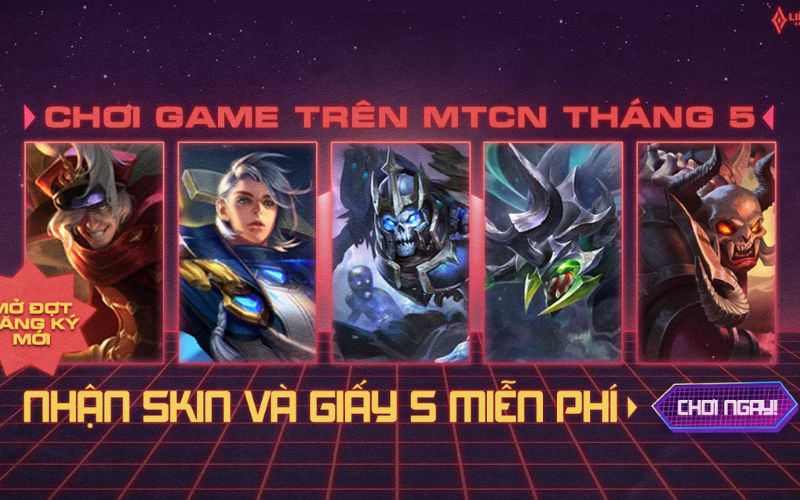 CHƠI GAME TRÊN MTCN THÁNG 5
MỞ ĐỢT
ĐĂNG KÝ
MỚI
NHẬN SKIN VÀ GIẤY S MIỄN PHÍ
CHƠI NGAY!